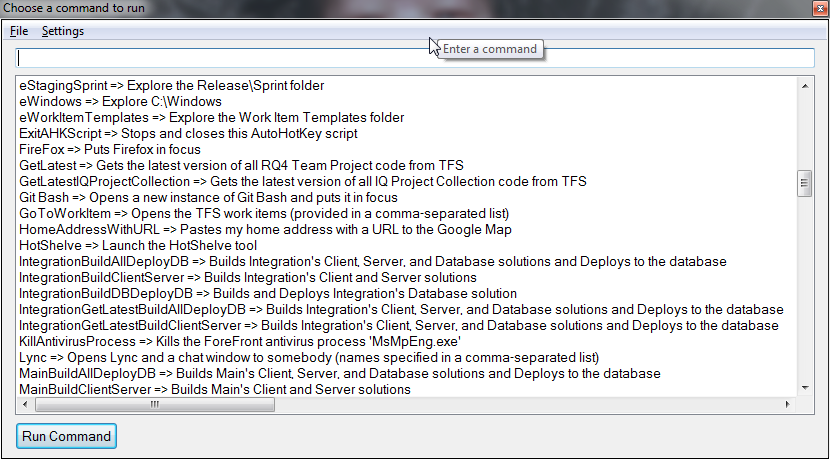 Choose a command to run
File Settings
Enter a command
eStagingSprint => Explore the Release\Sprint folder
eWindows => Explore C:\Windows
eWorkItemTemplates => Explore the Work Item Templates folder
ExitAHKScript => Stops and closes this AutoHotKey script
FireFox => Puts Firefox in focus
GetLatest => Gets the latest version of all RQ4 Team Project code from TFS
GetLatestIQProjectCollection => Gets the latest version of all IQ Project Collection code from TFS
Git Bash => Opens a new instance of Git Bash and puts it in focus
GoToWorkItem => Opens the TFS work items (provided in a comma-separated list)
HomeAddressWithURL => Pastes my home address with a URL to the Google Map
HotShelve => Launch the HotShelve tool
IntegrationBuildAllDeployDB => Builds Integration's Client, Server, and Database solutions and Deploys to the database
IntegrationBuildClientServer => Builds Integration's Client and Server solutions
IntegrationBuildDBDeployDB => Builds and Deploys Integration's Database solution
IntegrationGetLatestBuildAllDeployDB => Builds Integration's Client, Server, and Database solutions and Deploys to the database
IntegrationGetLatestBuildClientServer => Builds Integration's Client, Server, and Database solutions and Deploys to the database
KillAntivirusProcess => Kills the ForeFront antivirus process 'MsMpEng.exe'
Lync => Opens Lync and a chat window to somebody (names specified in a comma-separated list)
MainBuildAllDeployDB => Builds Main's Client, Server, and Database solutions and Deploys to the database
MainBuildClientServer => Builds Main's Client and Server solutions
Run Command